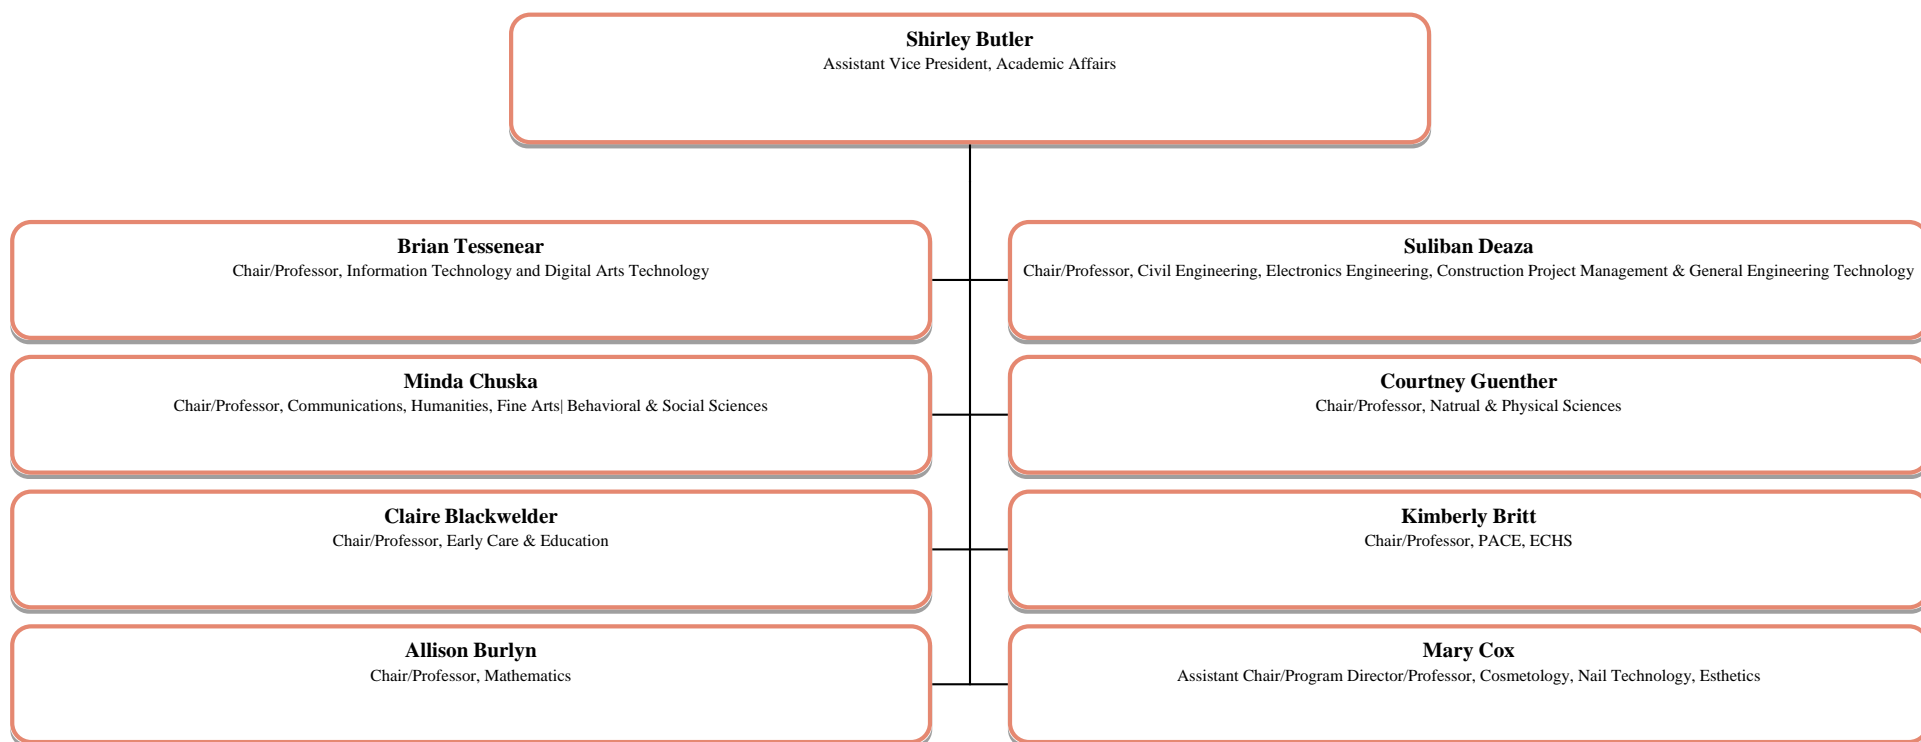 Shirley Butler
Assistant Vice President, Academic Affairs
Brian Tessenear
Chair/Professor, Information Technology and Digital Arts Technology
Suliban Deaza
Chair/Professor, Civil Engineering, Electronics Engineering, Construction Project Management & General Engineering Technology
Minda Chuska
Chair/Professor, Communications, Humanities, Fine Arts| Behavioral & Social Sciences
Courtney Guenther
Chair/Professor, Natrual & Physical Sciences
Claire Blackwelder
Chair/Professor, Early Care & Education
Kimberly Britt
Chair/Professor, PACE, ECHS
Allison Burlyn
Chair/Professor, Mathematics
Mary Cox
Assistant Chair/Program Director/Professor, Cosmetology, Nail Technology, Esthetics